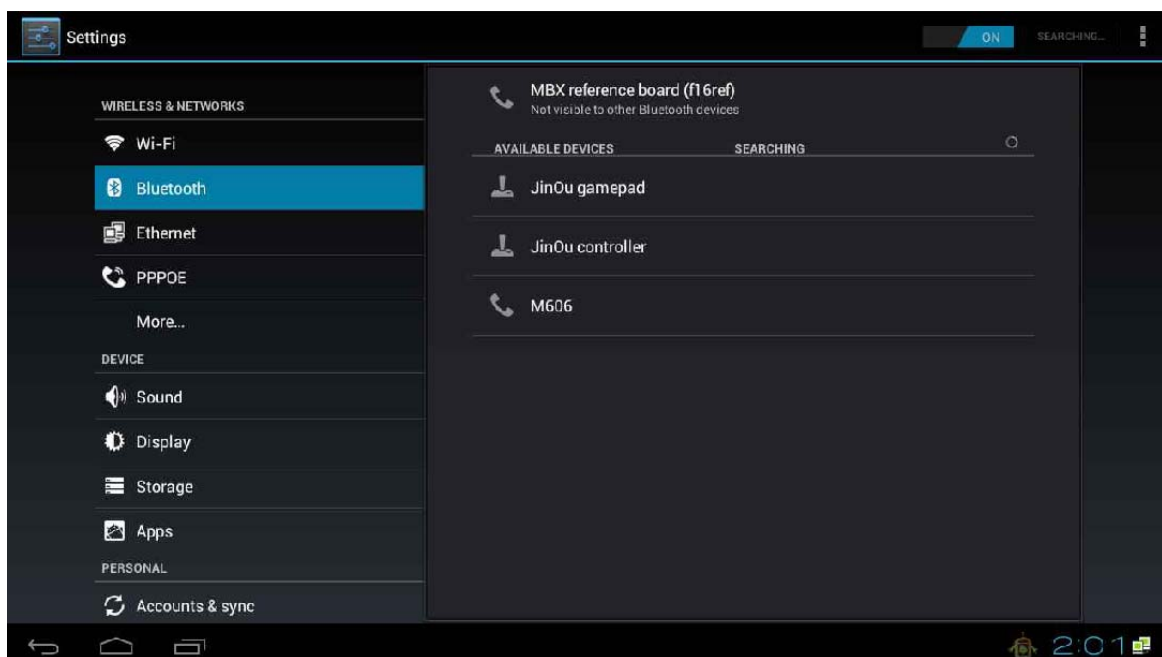 Settings
ON SEARCHING...
WIRELESS & NETWORKS
Wi-Fi
Bluetooth
Ethernet
PPPOE
More...
DEVICE
Sound
Display
Storage
Apps
PERSONAL
Accounts & sync
MBX reference board (f16ref)
Not visible to other Bluetooth devices
AVAILABLE DEVICES SEARCHING
JinOu gamepad
JinOu controller
M606
2:01